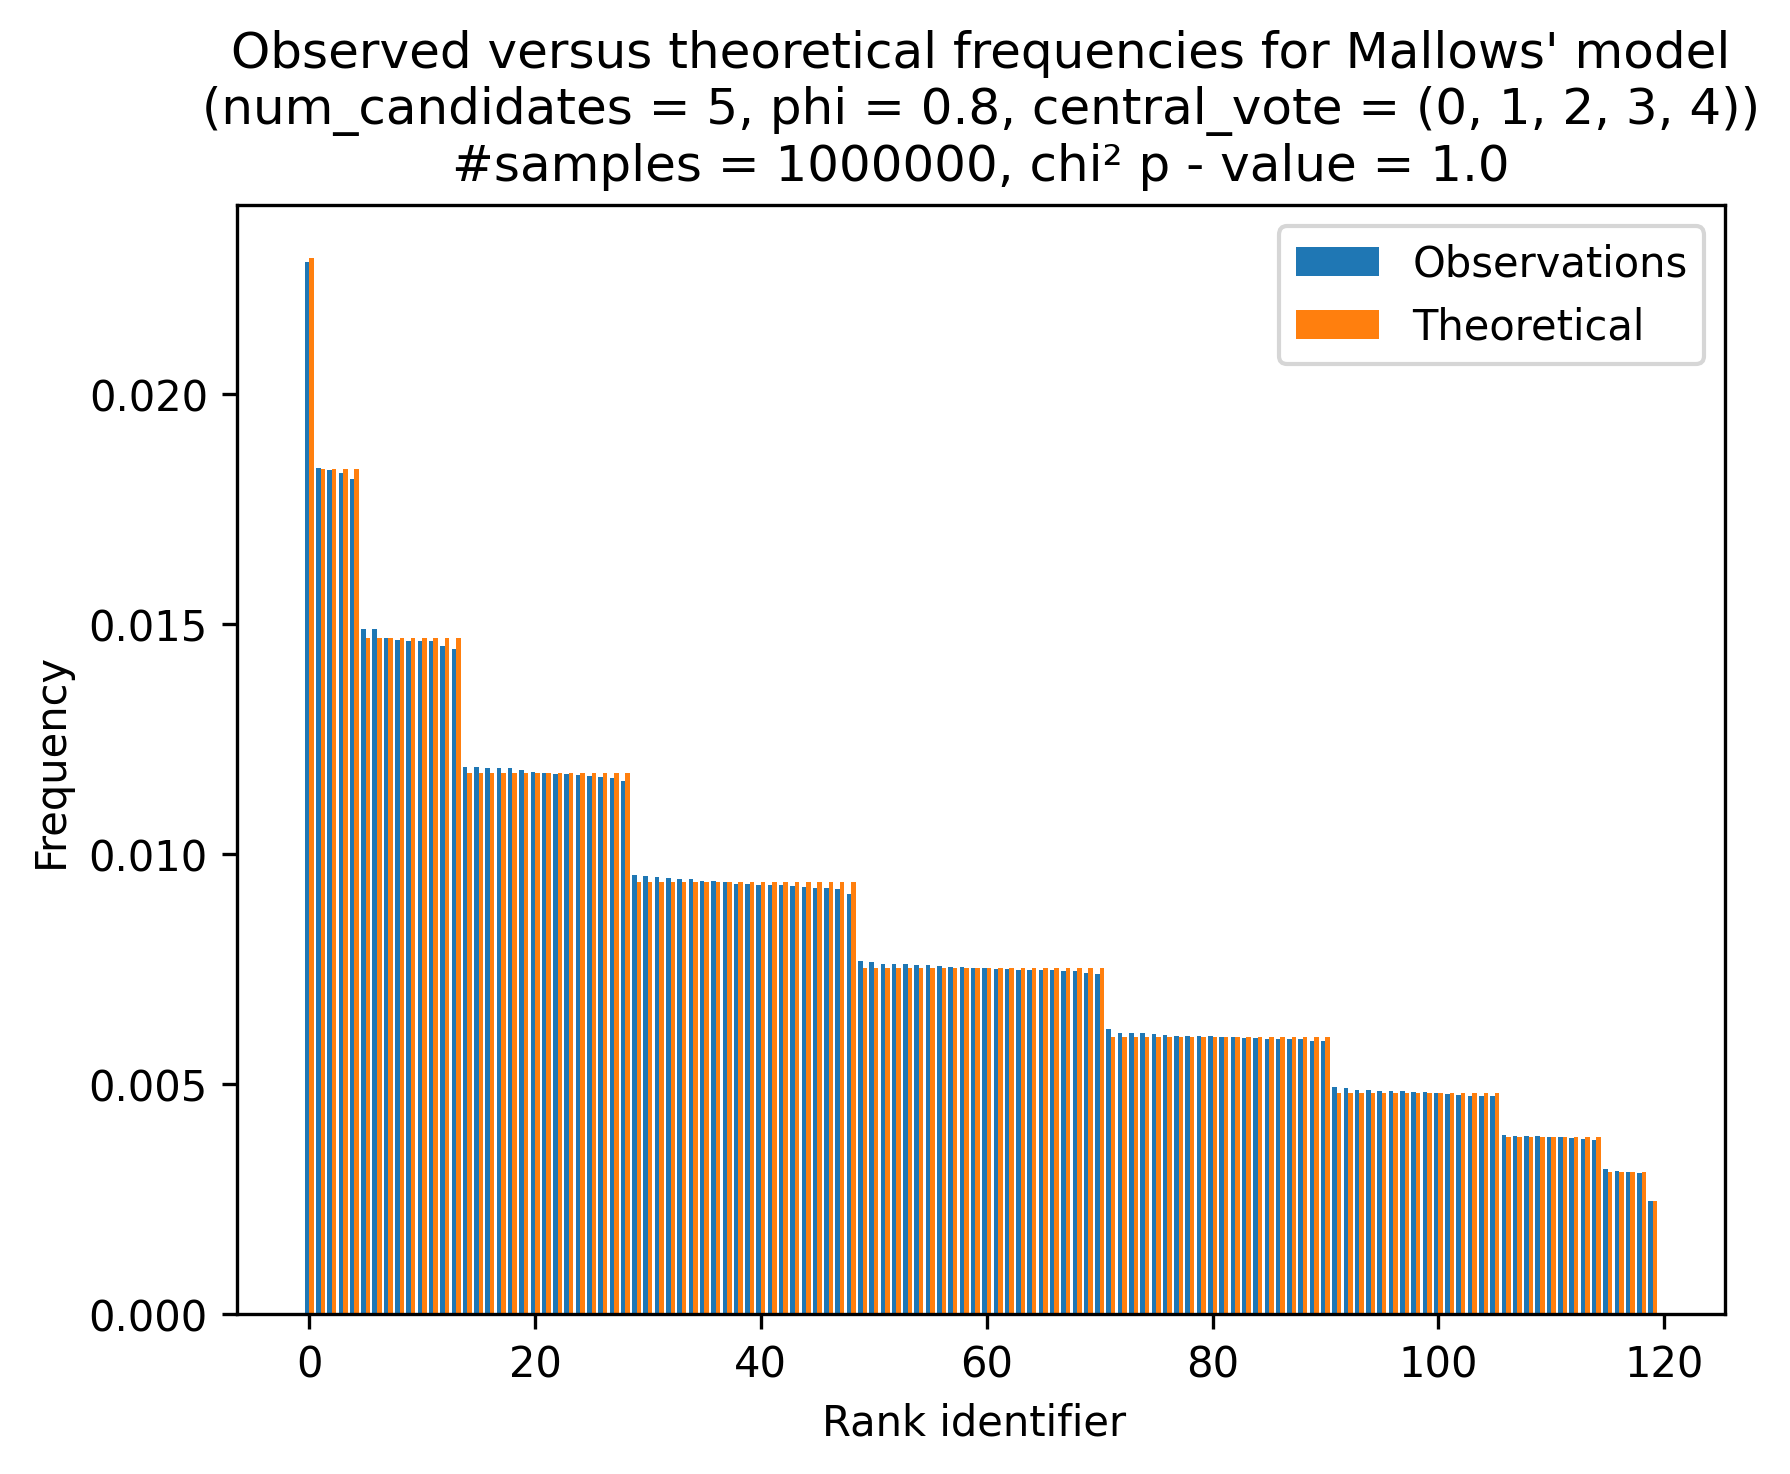 Observed versus theoretical frequencies for Mallows' model
(num_candidates = 5, phi = 0.8, central_vote = (0, 1, 2, 3, 4))
#samples = 1000000, chi² p - value = 1.0
Observations
Theoretical
Frequency
0.020
0.015
0.010
0.005
0.000
0 20 40 60 80 100 120
Rank identifier